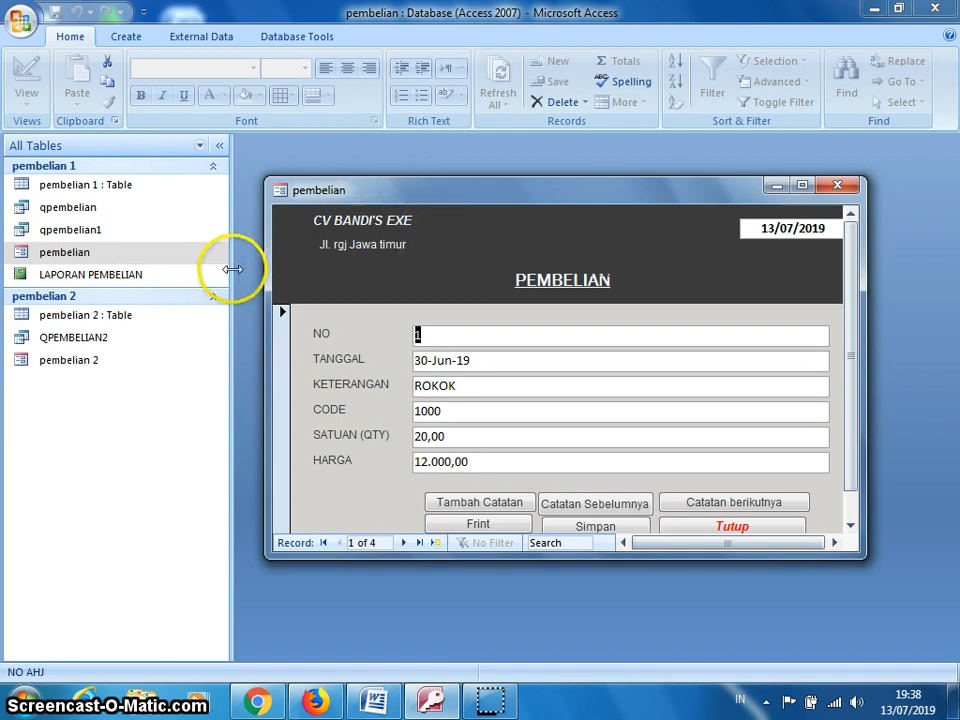 pembelian : Database (Access 2007) - Microsoft Access
Home Create External Data Database Tools
View Paste Refresh All New Save Delete Totals Spelling More Filter Selection Advanced Toggle Filter Find Replace Go To Select
B I U A
Views Clipboard Font Rich Text Records Sort & Filter Find
All Tables
pembelian 1
pembelian 1 : Table
qpembelian
qpembelian1
pembelian
LAPORAN PEMBELIAN
pembelian 2
pembelian 2 : Table
QPEMBELIAN2
pembelian 2
pembelian
CV BANDI'S EXE
13/07/2019
Jl. rgj Jawa timur
PEMBELIAN
NO 1
TANGGAL 30-Jun-19
KETERANGAN ROKOK
CODE 1000
SATUAN (QTY) 20,00
HARGA 12.000,00
Tambah Catatan Catatan Sebelumnya Catatan berikutnya
Frint Simpan Tutup
Record: 1 of 4 No Filter Search
NO AHJ
Screencast-O-Matic.com
IN 19:38
13/07/2019